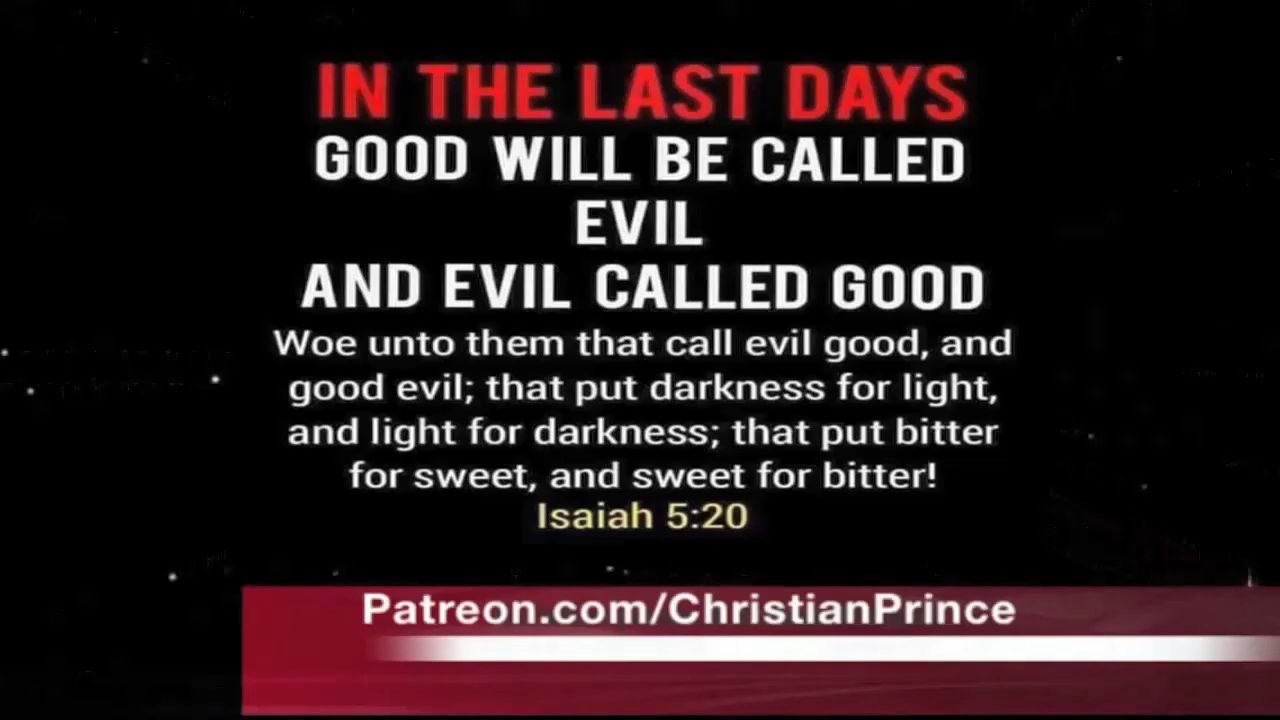 IN THE LAST DAYS
GOOD WILL BE CALLED
EVIL
AND EVIL CALLED GOOD
Woe unto them that call evil good, and
good evil; that put darkness for light,
and light for darkness; that put bitter
for sweet, and sweet for bitter!
Isaiah 5:20
Patreon.com/ChristianPrince